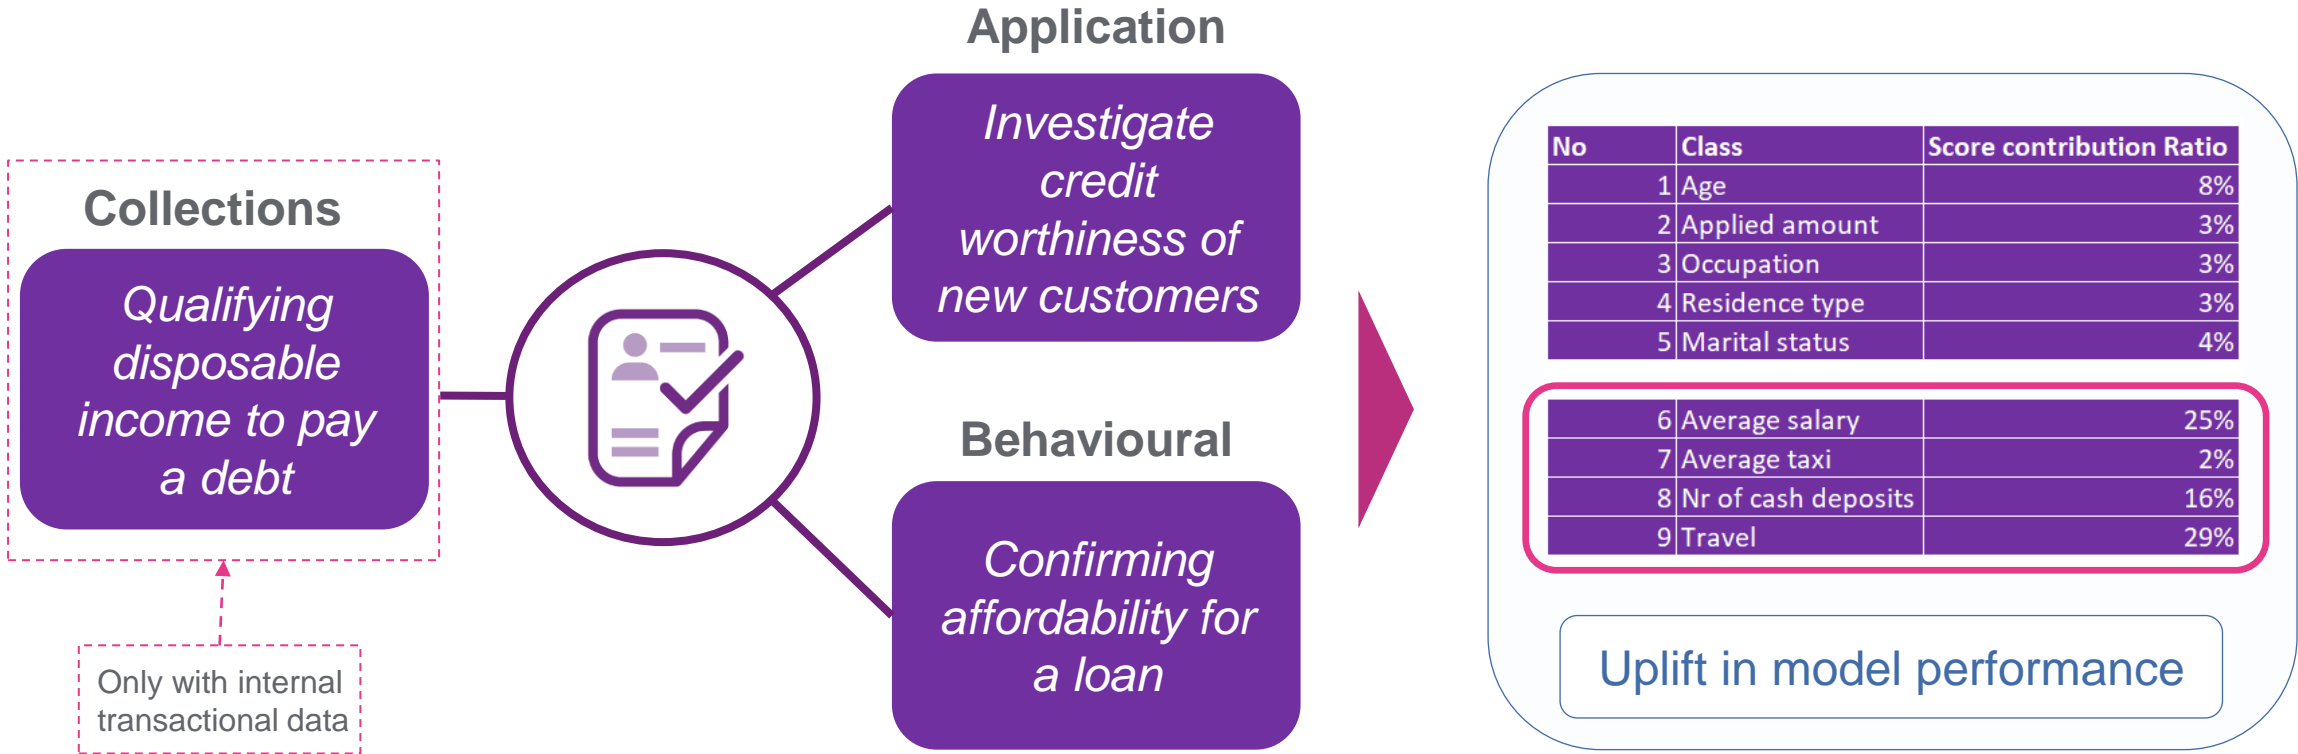 Collections
Qualifying
disposable
income to pay
a debt
Only with internal
transactional data
Application
Investigate
credit
worthiness of
new customers
Behavioural
Confirming
affordability for
a loan
No Class Score contribution Ratio
1 Age 8%
2 Applied amount 3%
3 Occupation 3%
4 Residence type 3%
5 Marital status 4%
6 Average salary 25%
7 Average taxi 2%
8 Nr of cash deposits 16%
9 Travel 29%
Uplift in model performance